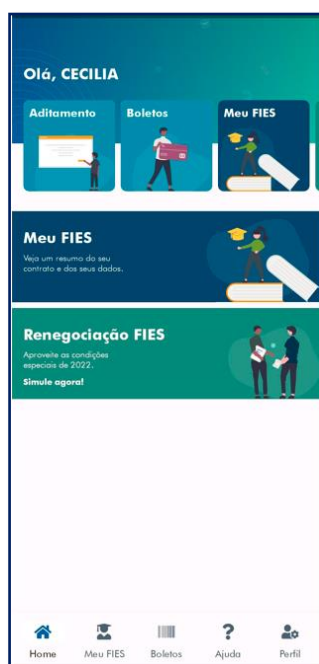 Olá, CECILIA
Aditamento Boletos Meu FIES
Meu FIES
Veja um resumo do seu
contrato e dos seus dados.
Renegociação FIES
Aproveite as condições
especiais de 2022.
Simule agora!
Home Meu FIES Boletos Ajuda Perfil